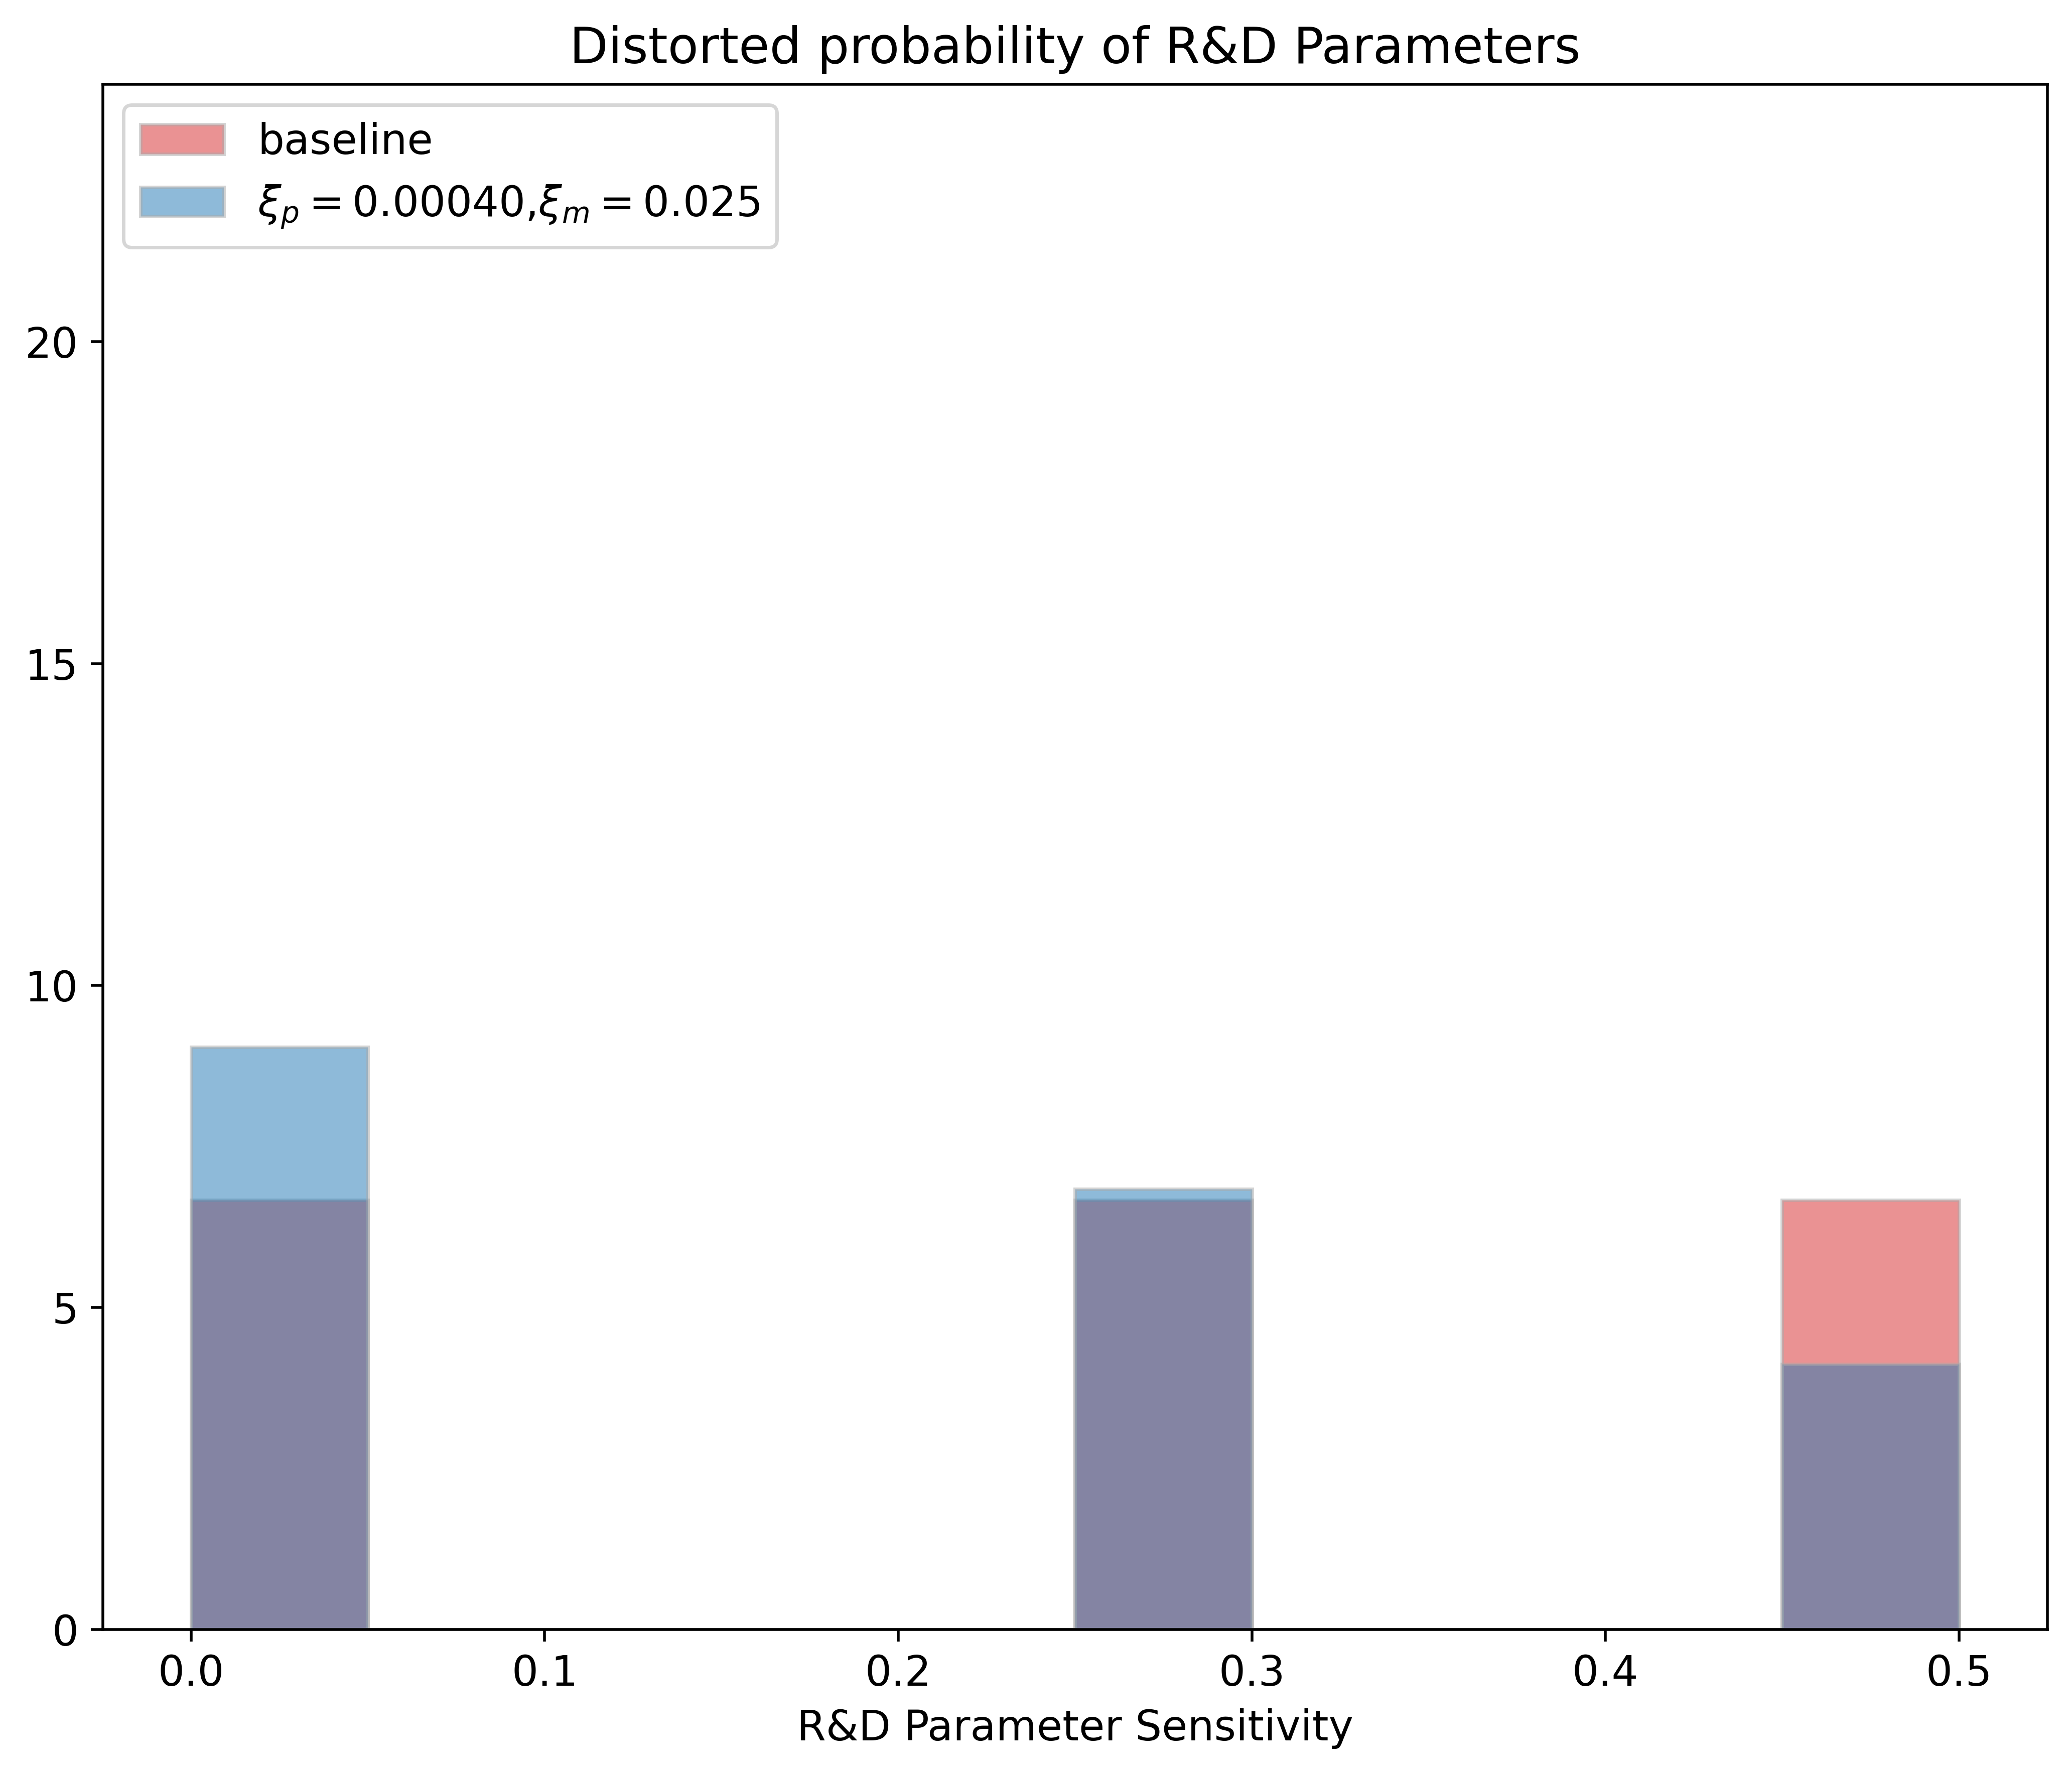 Distorted probability of R&D Parameters
baseline
ξp = 0.00040,ξm = 0.025
20
15
10
5
0
0.0 0.1 0.2 0.3 0.4 0.5
R&D Parameter Sensitivity